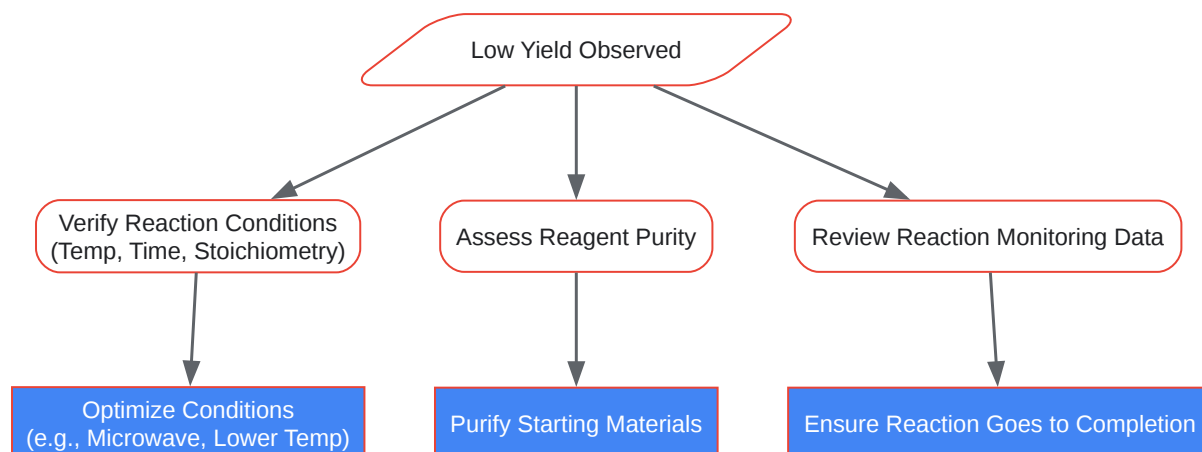 Low Yield Observed
Verify Reaction Conditions
(Temp, Time, Stoichiometry)
Assess Reagent Purity
Review Reaction Monitoring Data
Optimize Conditions
(e.g., Microwave, Lower Temp)
Purify Starting Materials
Ensure Reaction Goes to Completion